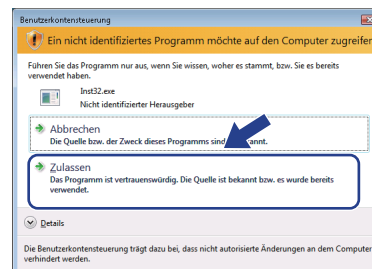 Benutzerkontensteuerung
Ein nicht identifiziertes Programm möchte auf den Computer zugreifen
Führen Sie das Programm nur aus, wenn Sie wissen, woher es stammt, bzw. Sie es bereits
verwendet haben.
Inst32.exe
Nicht identifizierter Herausgeber
Abbrechen
Die Quelle bzw. der Zweck dieses Programms sind
Zulassen
Das Programm ist vertrauenswürdig. Die Quelle ist bekannt bzw. es wurde bereits
verwendet.
Details
Die Benutzerkontensteuerung trägt dazu bei, dass nicht autorisierte Änderungen an dem Computer
verhindert werden.